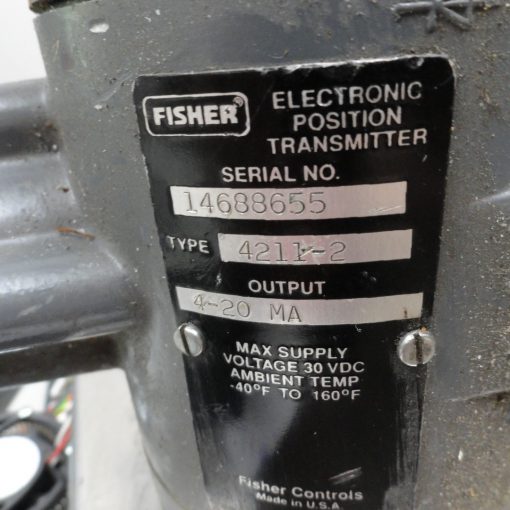 FISHER®
ELECTRONIC
POSITION
TRANSMITTER
SERIAL NO.
14688655
TYPE 4211-2
OUTPUT
4-20 MA
MAX SUPPLY
VOLTAGE 30 VDC
AMBIENT TEMP
-40°F TO 160°F
Fisher Controls
Made in U.S.A.